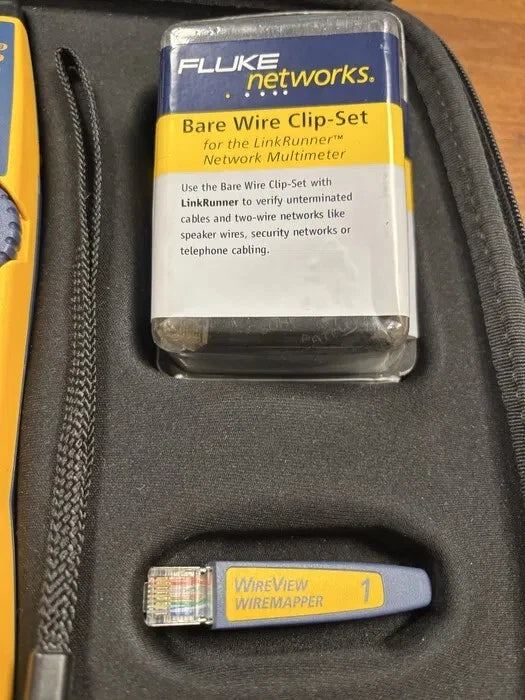 FLUKE
networks.
Bare Wire Clip-Set
for the LinkRunner™
Network Multimeter
Use the Bare Wire Clip-Set with
LinkRunner to verify unterminated
cables and two-wire networks like
speaker wires, security networks or
telephone cabling.
WIREVIEW 1
WIREMAPPER